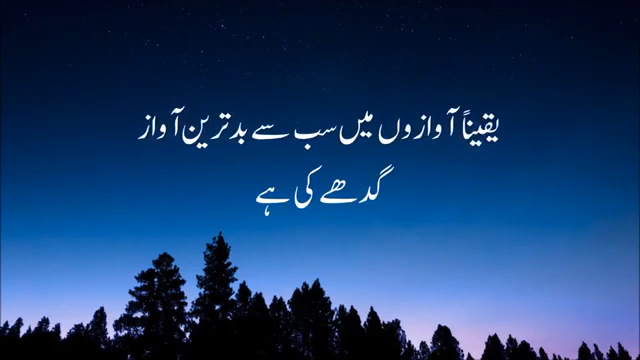 یقیناً آوازوں میں سب سے بدترین آواز
گدھے کی ہے